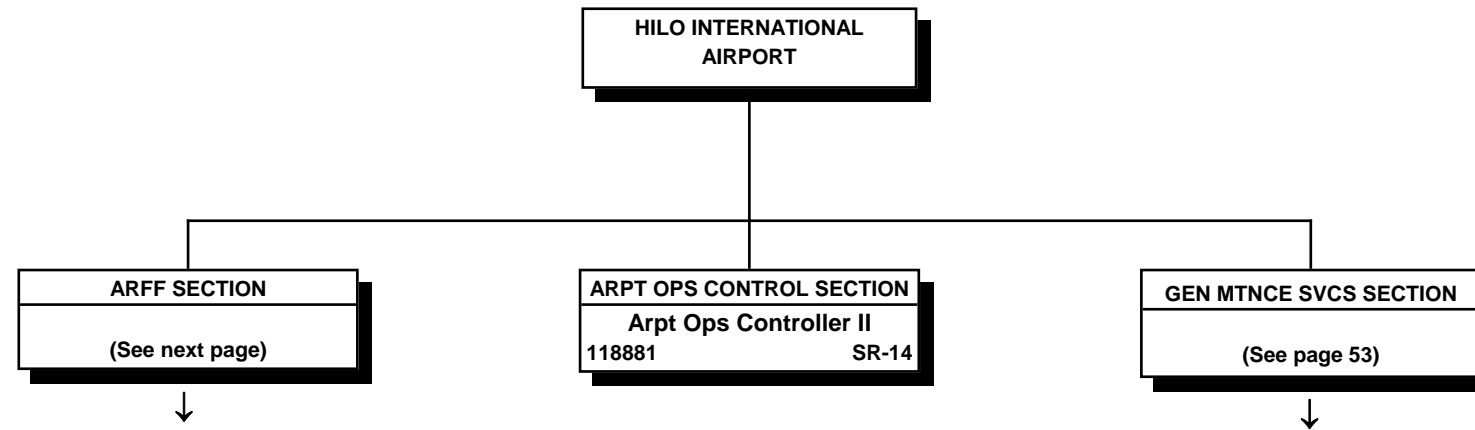 HILO INTERNATIONAL
AIRPORT
ARFF SECTION
(See next page)
ARPT OPS CONTROL SECTION
Arpt Ops Controller II
118881 SR-14
GEN MTNCE SVCS SECTION
(See page 53)